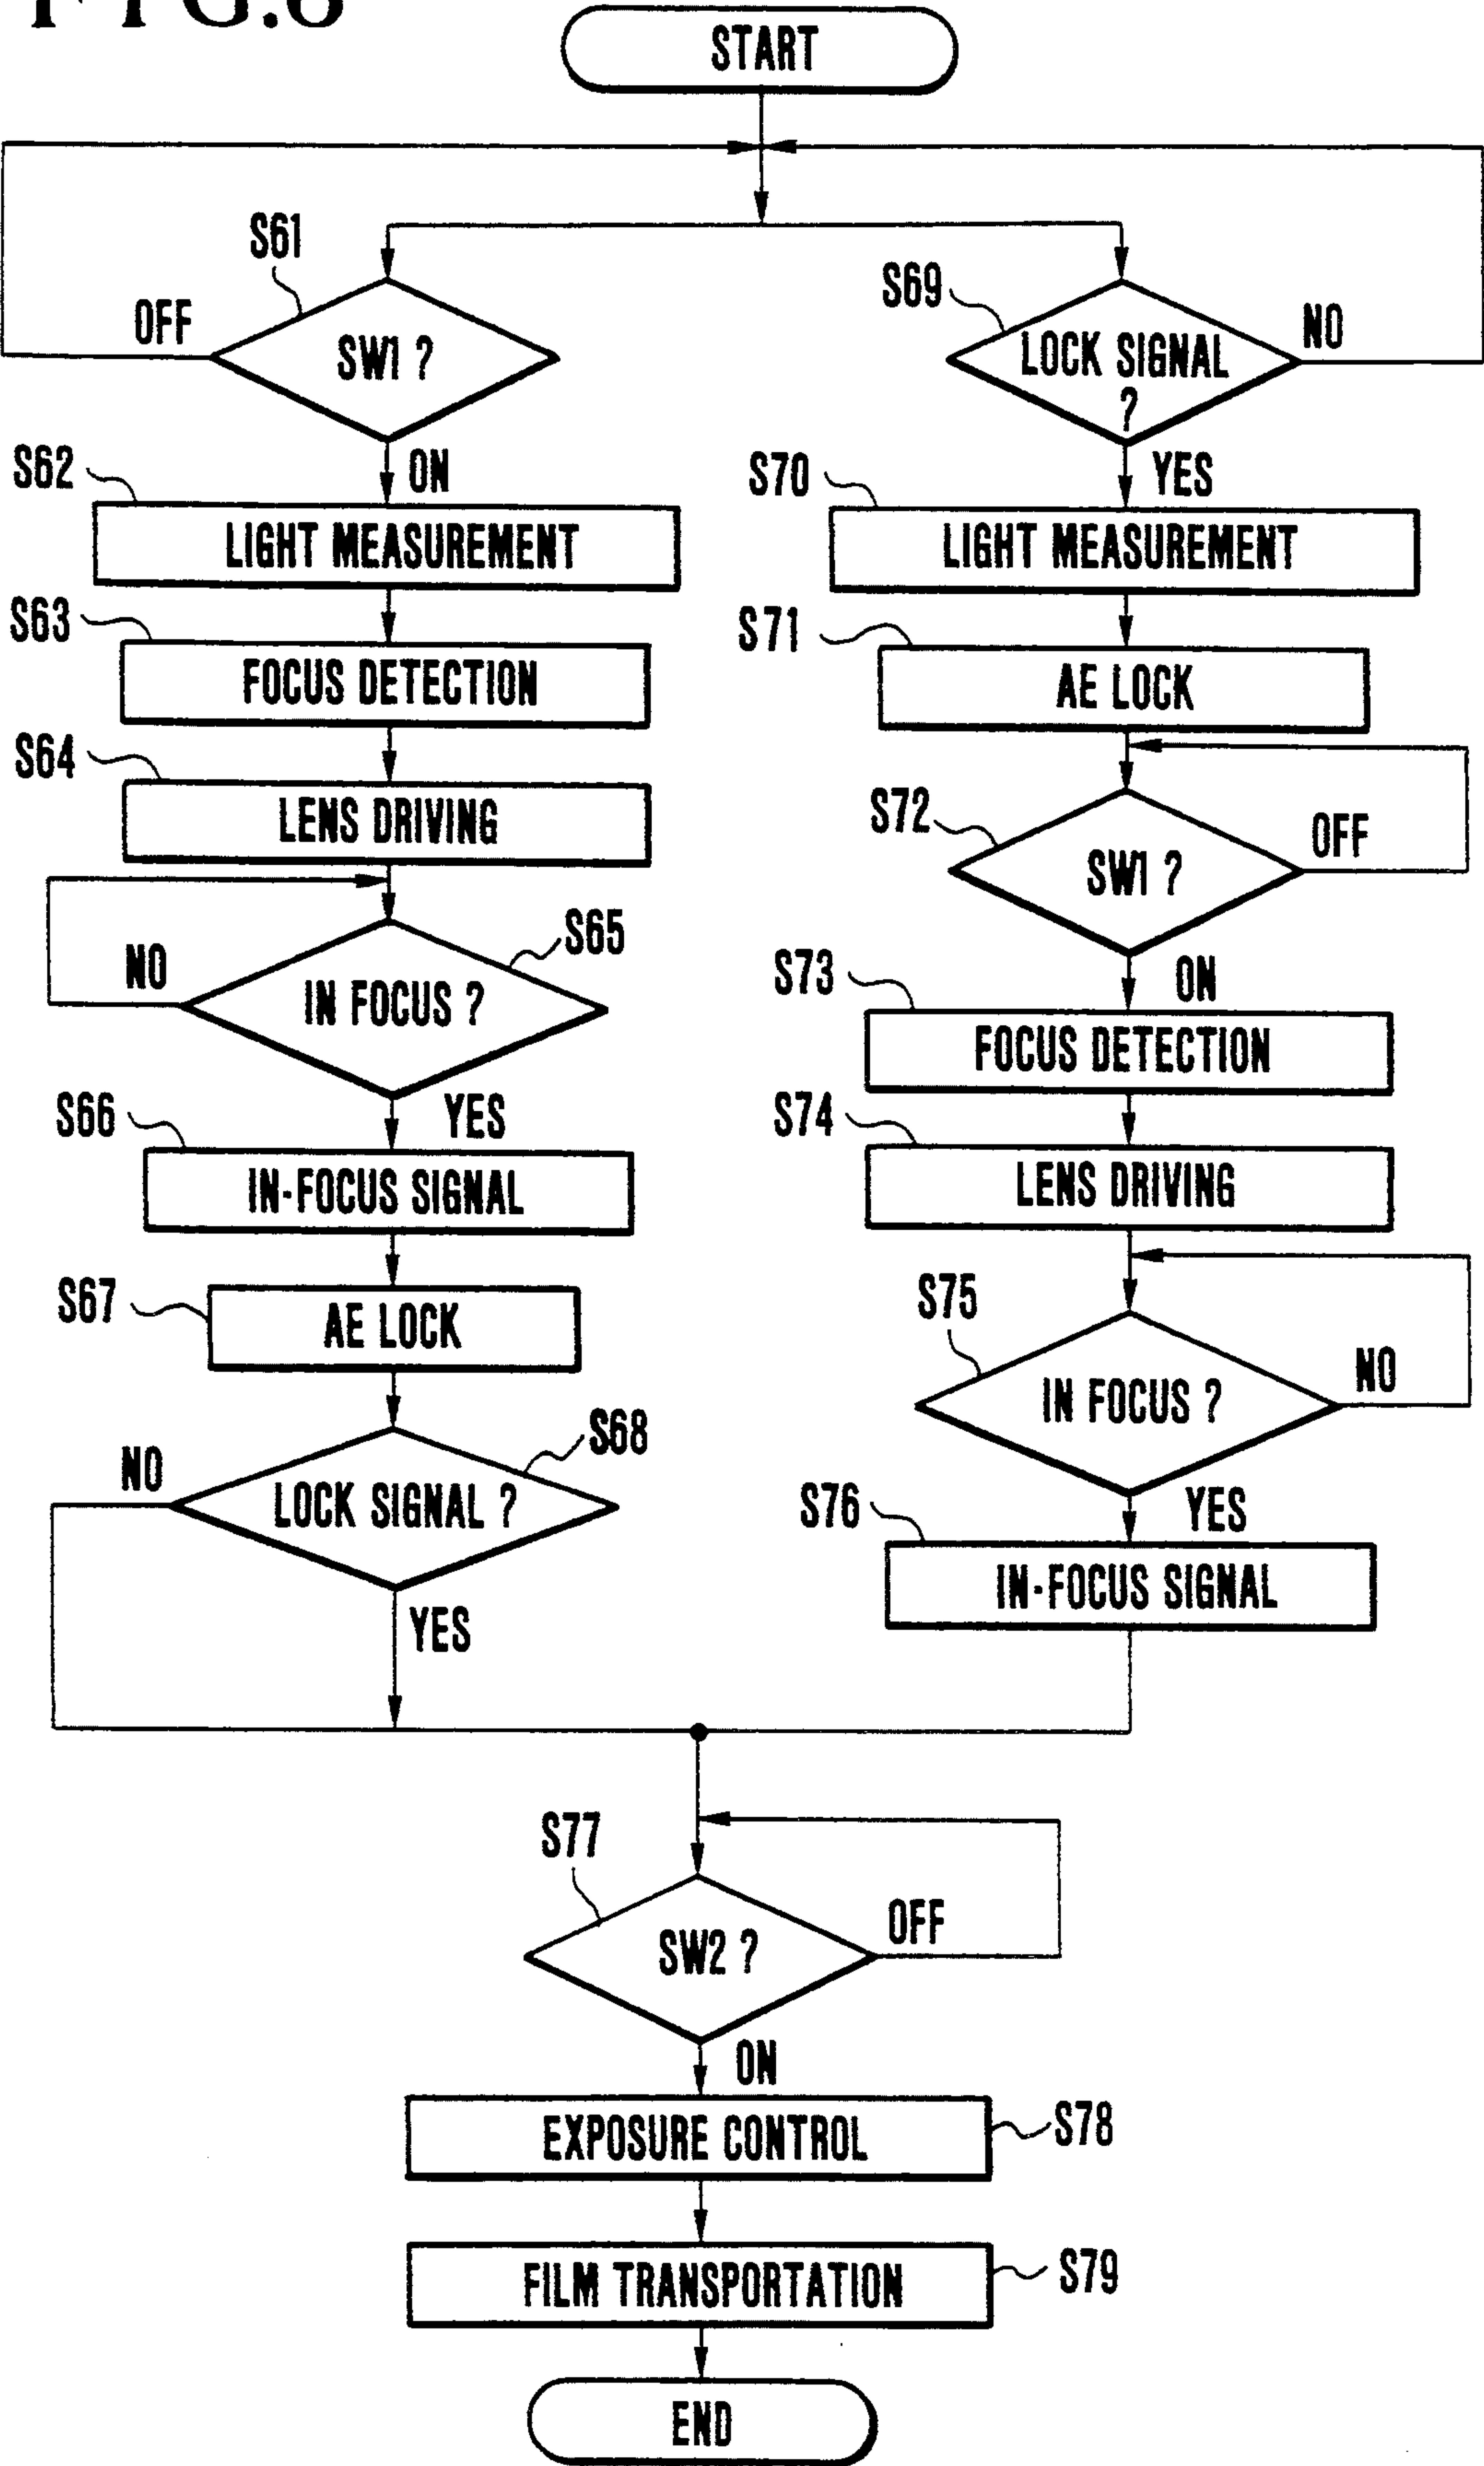 FIG.8
START
S61
SW1 ?
OFF
ON
S62
LIGHT MEASUREMENT
S63
FOCUS DETECTION
S64
LENS DRIVING
S65
IN FOCUS ?
NO
YES
S66
IN-FOCUS SIGNAL
S67
AE LOCK
S68
LOCK SIGNAL ?
NO
YES
S69
LOCK SIGNAL
?
NO
YES
S70
LIGHT MEASUREMENT
S71
AE LOCK
S72
SW1 ?
OFF
ON
S73
FOCUS DETECTION
S74
LENS DRIVING
S75
IN FOCUS ?
NO
YES
S76
IN-FOCUS SIGNAL
S77
SW2 ?
OFF
ON
EXPOSURE CONTROL
S78
FILM TRANSPORTATION
S79
END